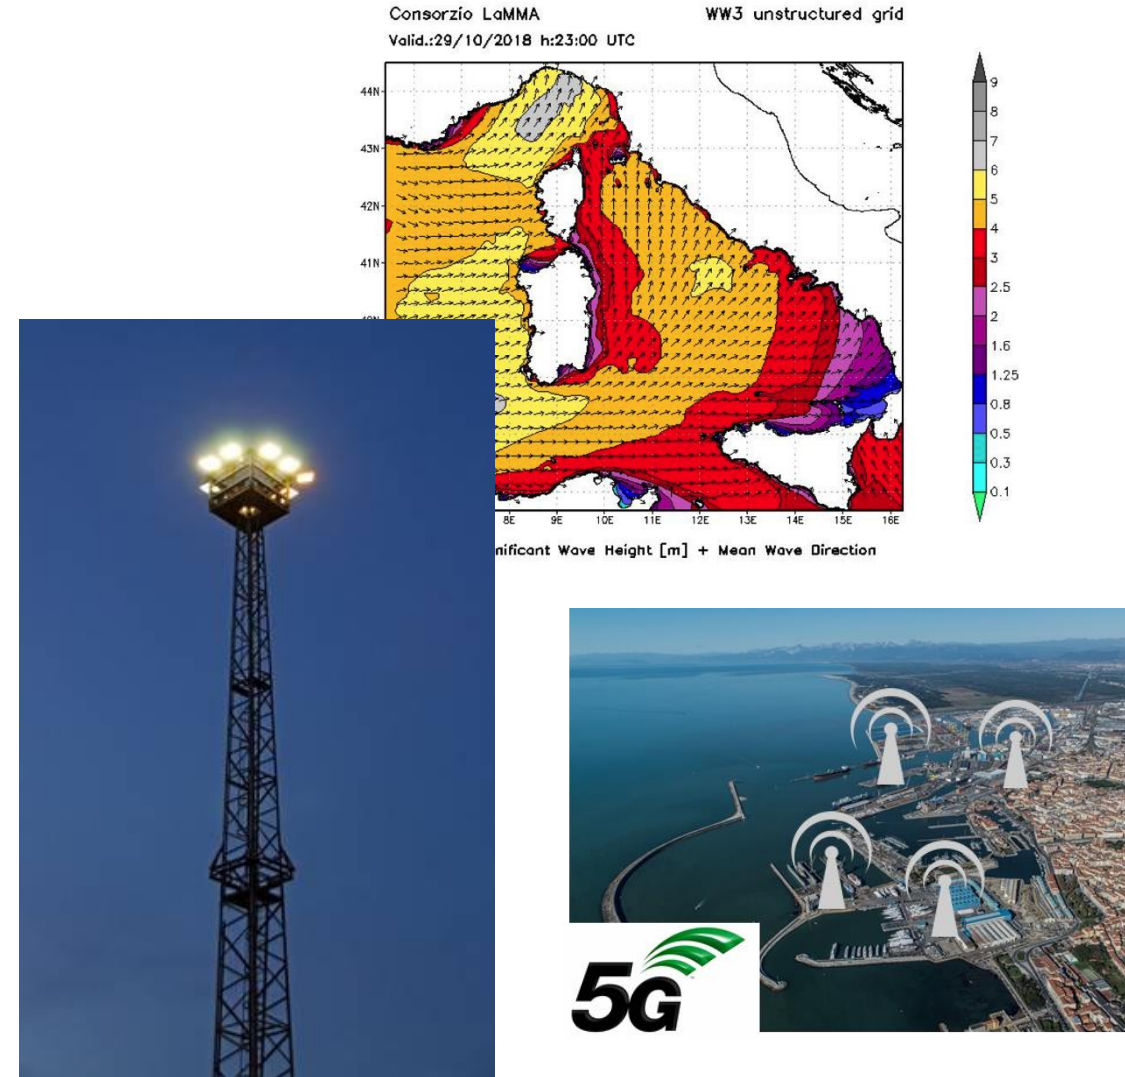 Consorzio LaMMA
WW3 unstructured grid
Valid.:29/10/2018 h:23:00 UTC
44N
43N
42N
41N
8E 9E 10E 11E 12E 13E 14E 15E 16E
9
8
7
6
5
4
3
2.5
2
1.6
1.25
0.8
0.5
0.3
0.1
Wave Height [m] + Mean Wave Direction
5G